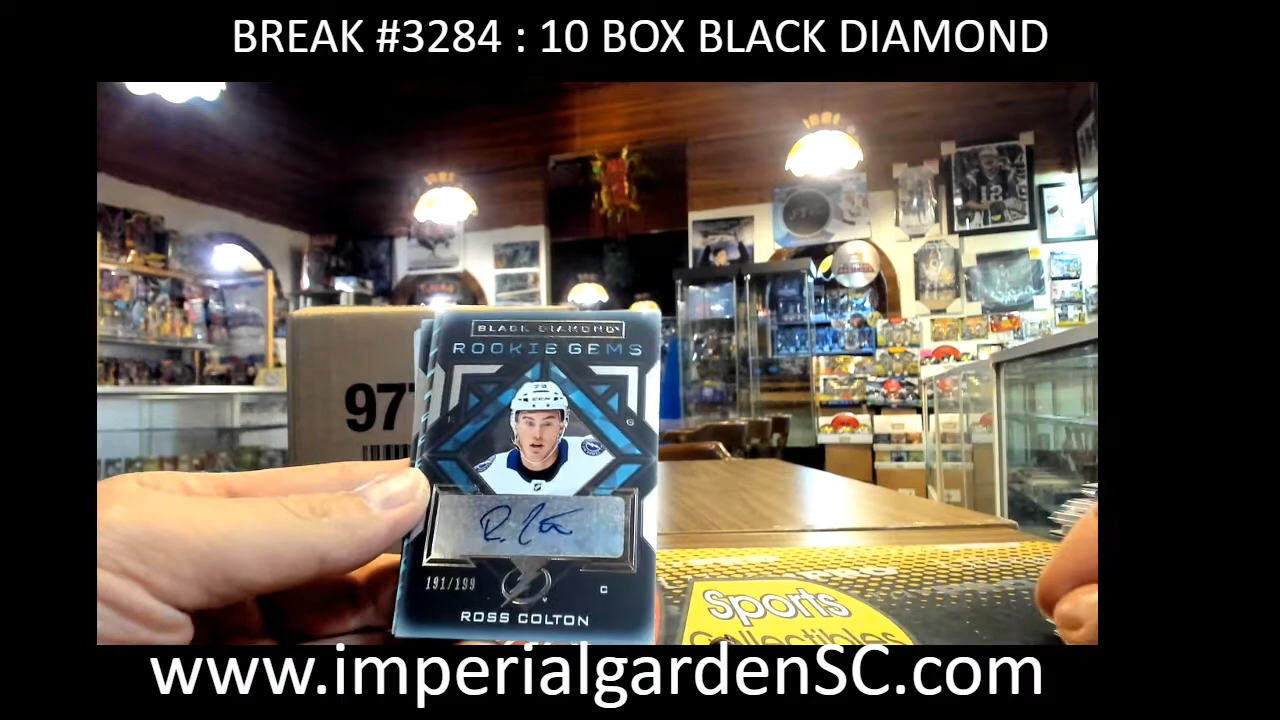 BREAK #3284 : 10 BOX BLACK DIAMOND
97
BLACK DIAMOND
ROOKIE GEMS
R G
191/199
C
ROSS COLTON
Sports
Collectibles
www.imperialgardenSC.com